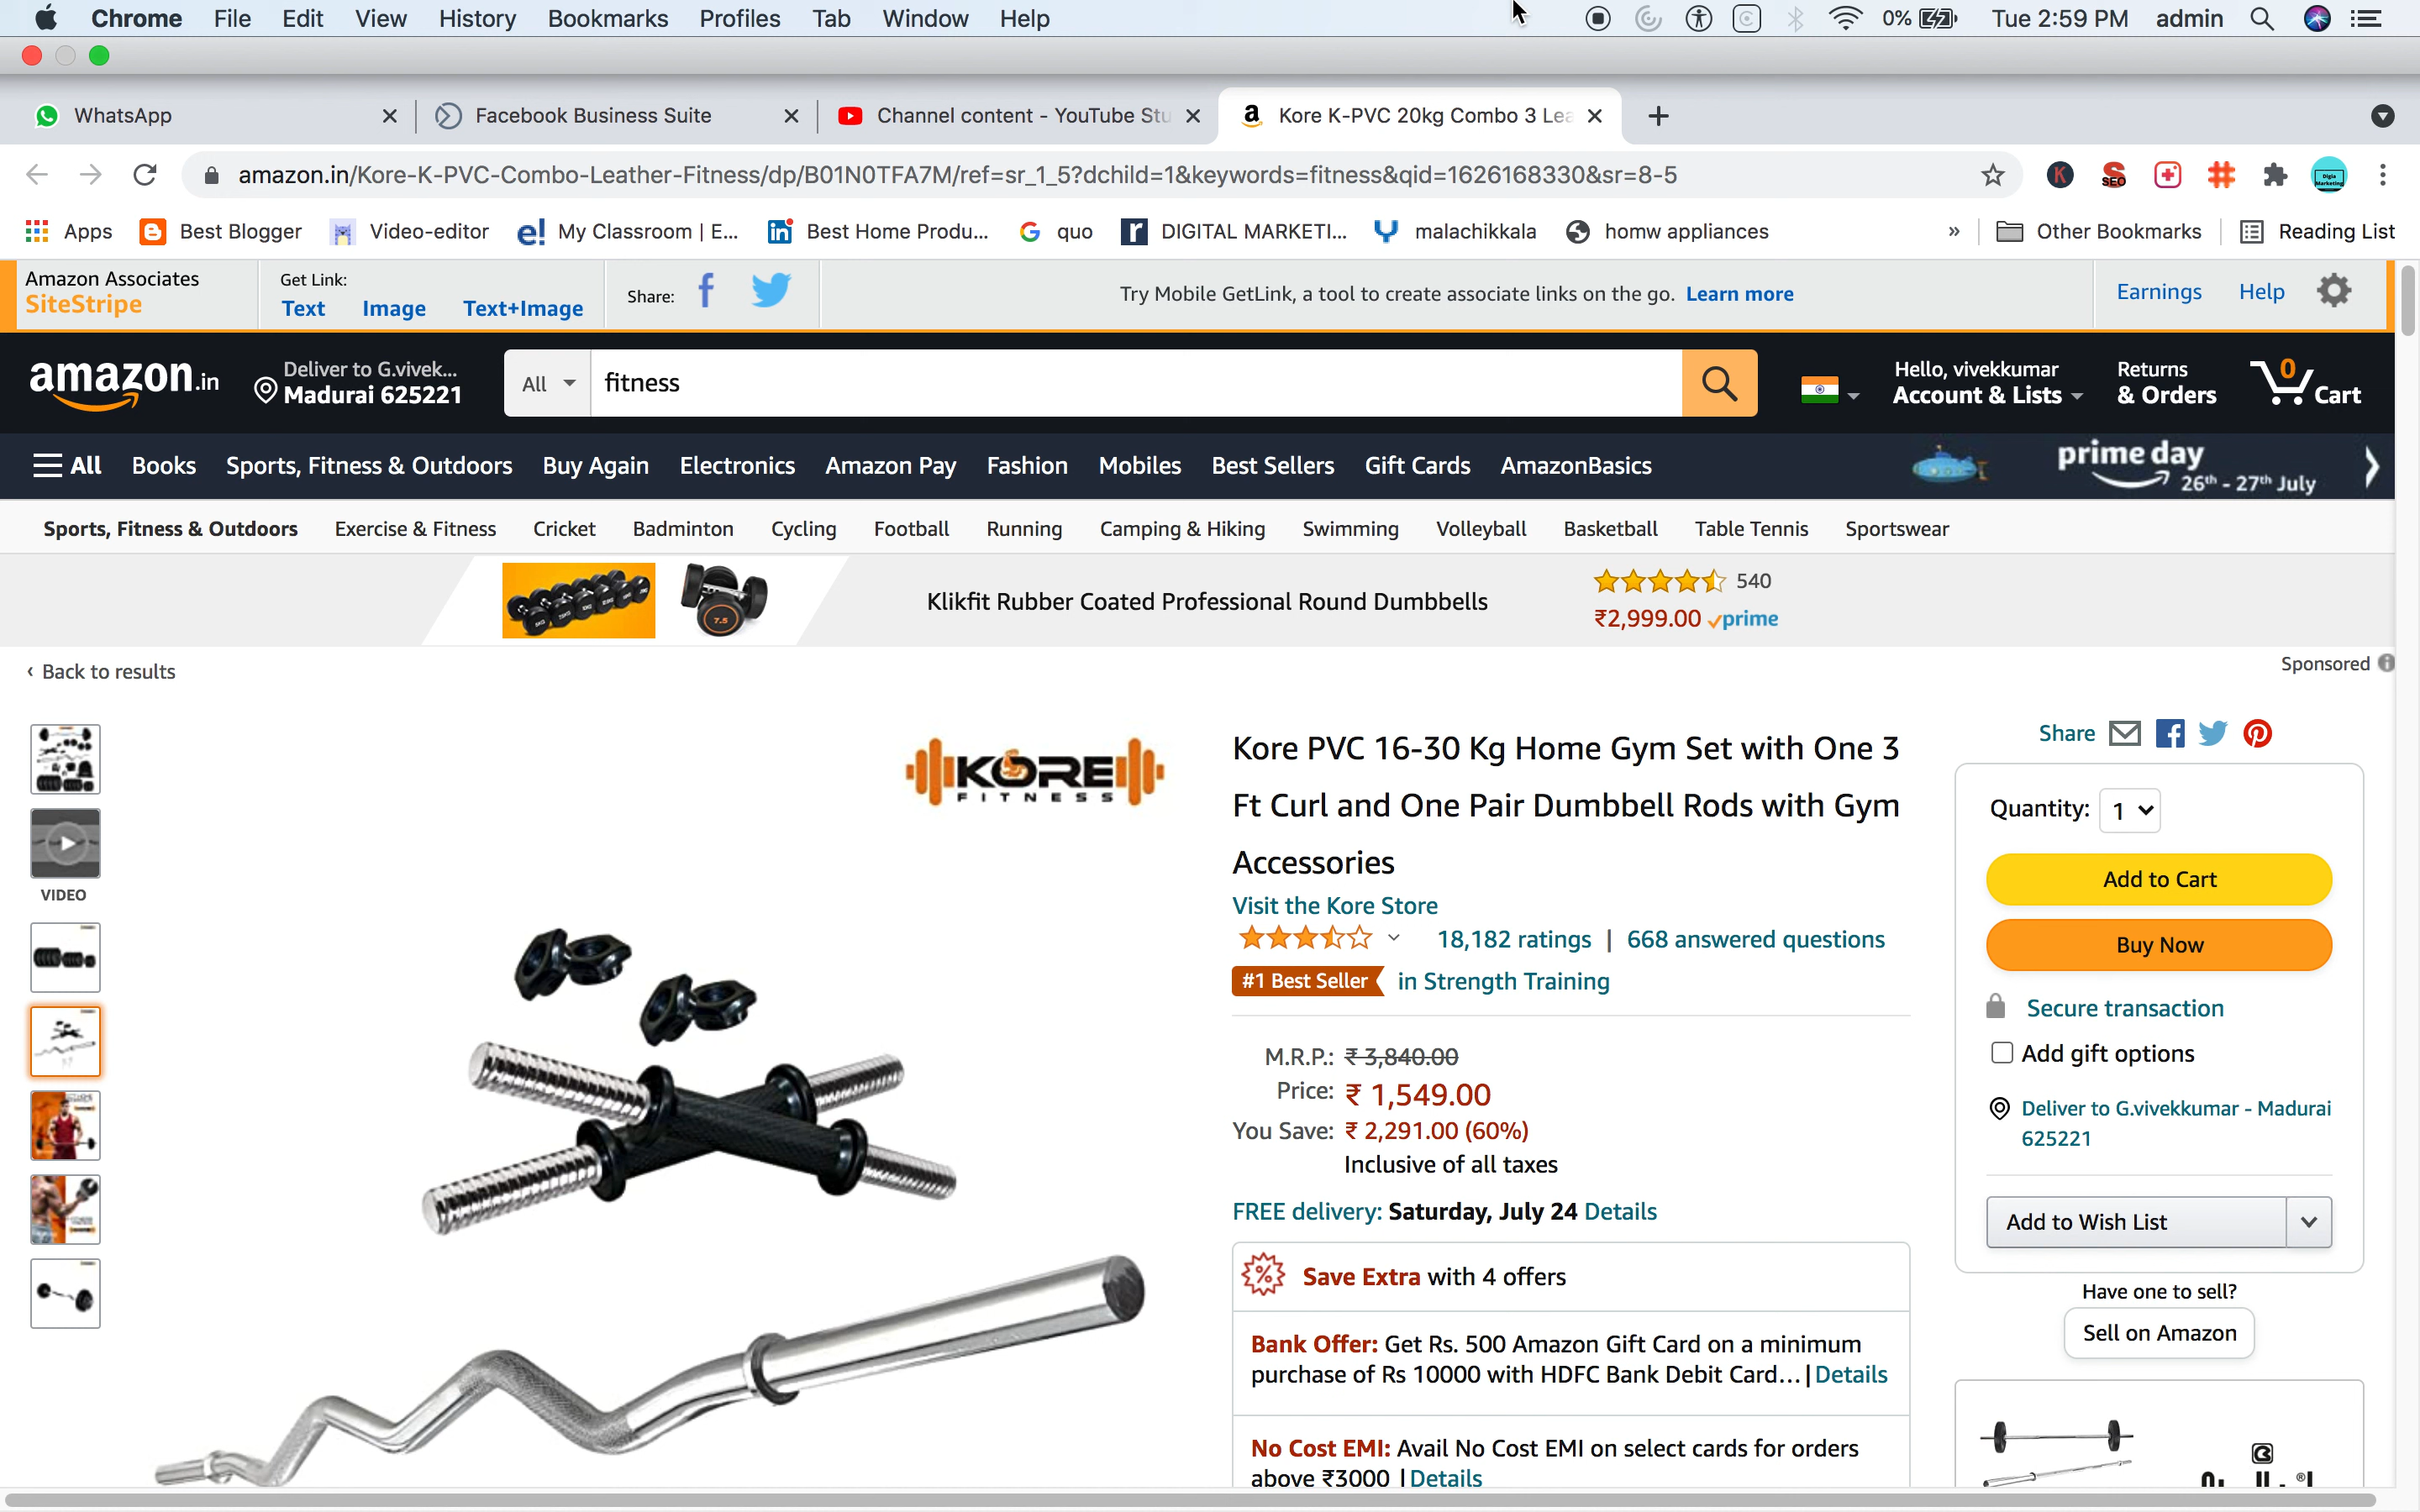 Chrome File Edit View History Bookmarks Profiles Tab Window Help 0% Tue 2:59 PM admin
WhatsApp Facebook Business Suite Channel content - YouTube Stu Kore K-PVC 20kg Combo 3 Lea
amazon.in/Kore-K-PVC-Combo-Leather-Fitness/dp/B01N0TFA7M/ref=sr_1_5?dchild=1&keywords=fitness&qid=1626168330&sr=8-5
Apps Best Blogger Video-editor My Classroom | E... Best Home Produ... quo DIGITAL MARKETI... malachikkala homw appliances » Other Bookmarks Reading List
Amazon Associates
SiteStripe
Get Link:
Text Image Text+Image
Share:
Try Mobile GetLink, a tool to create associate links on the go. Learn more
Earnings Help
amazon.in
Deliver to G.vivek...
Madurai 625221
All fitness
Hello, vivekkumar
Account & Lists
Returns
& Orders
0
Cart
All Books Sports, Fitness & Outdoors Buy Again Electronics Amazon Pay Fashion Mobiles Best Sellers Gift Cards AmazonBasics
prime day
26th - 27th July
Sports, Fitness & Outdoors Exercise & Fitness Cricket Badminton Cycling Football Running Camping & Hiking Swimming Volleyball Basketball Table Tennis Sportswear
Klikfit Rubber Coated Professional Round Dumbbells
540
₹2,999.00 prime
7.5
‹ Back to results
Sponsored
VIDEO
KORE
FITNESS
Kore PVC 16-30 Kg Home Gym Set with One 3
Ft Curl and One Pair Dumbbell Rods with Gym
Accessories
Visit the Kore Store
18,182 ratings | 668 answered questions
#1 Best Seller in Strength Training
M.R.P.: ₹ 3,840.00
Price: ₹ 1,549.00
You Save: ₹ 2,291.00 (60%)
Inclusive of all taxes
FREE delivery: Saturday, July 24 Details
Save Extra with 4 offers
Bank Offer: Get Rs. 500 Amazon Gift Card on a minimum
purchase of Rs 10000 with HDFC Bank Debit Card... | Details
No Cost EMI: Avail No Cost EMI on select cards for orders
above ₹3000 | Details
Share
Quantity: 1
Add to Cart
Buy Now
Secure transaction
Add gift options
Deliver to G.vivekkumar - Madurai
625221
Add to Wish List
Have one to sell?
Sell on Amazon